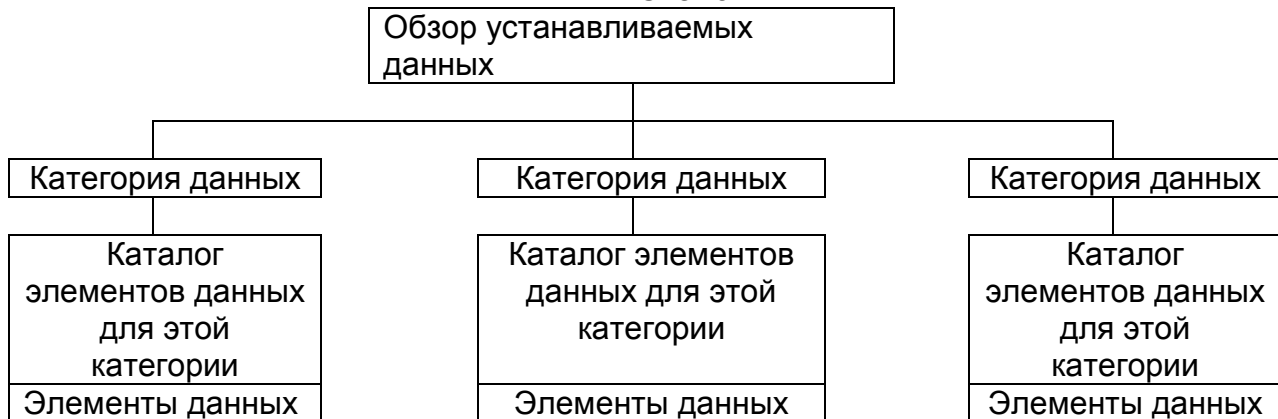 Обзор устанавливаемых
данных
Категория данных
Категория данных
Категория данных
Каталог
элементов данных
для этой
категории
Элементы данных
Каталог элементов
данных для этой
категории
Элементы данных
Каталог
элементов данных
для этой
категории
Элементы данных